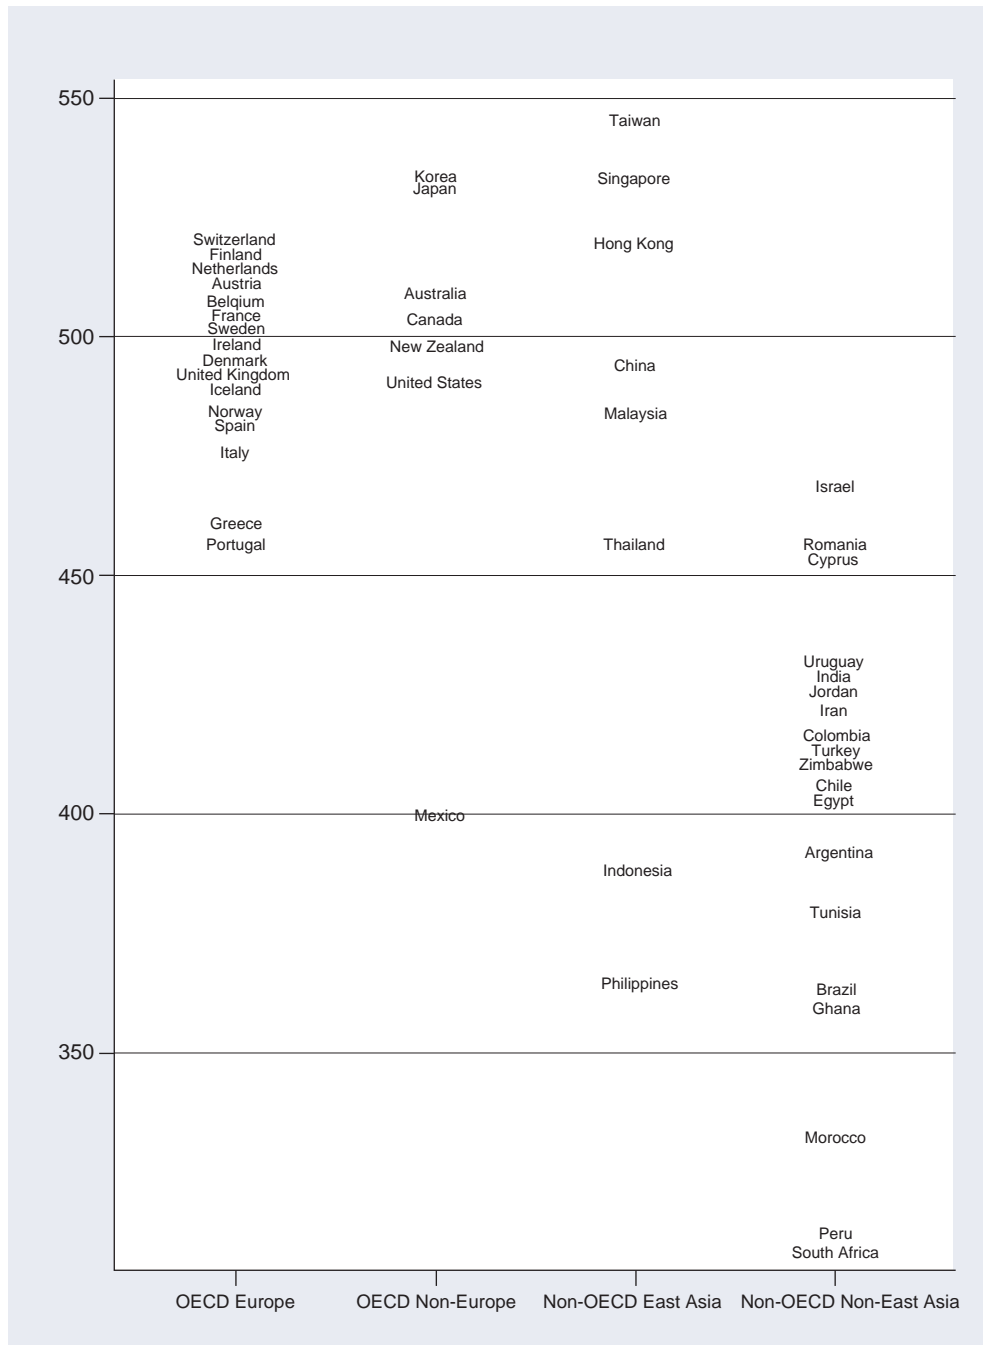 550
Taiwan
Korea
Singapore
Japan
Switzerland
Hong Kong
Finland
Netherlands
Austria
Australia
Belqium
France
Canada
Sweden
500
Ireland
New Zealand
Denmark
China
United Kingdom
United States
Iceland
Norway
Malaysia
Spain
Italy
Israel
Greece
Portugal
Thailand
Romania
Cyprus
450
Uruguay
India
Jordan
Iran
Colombia
Turkey
Zimbabwe
Chile
Egypt
400
Mexico
Argentina
Indonesia
Tunisia
Philippines
Brazil
Ghana
350
Morocco
Peru
South Africa
OECD Europe
OECD Non-Europe
Non-OECD East Asia
Non-OECD Non-East Asia